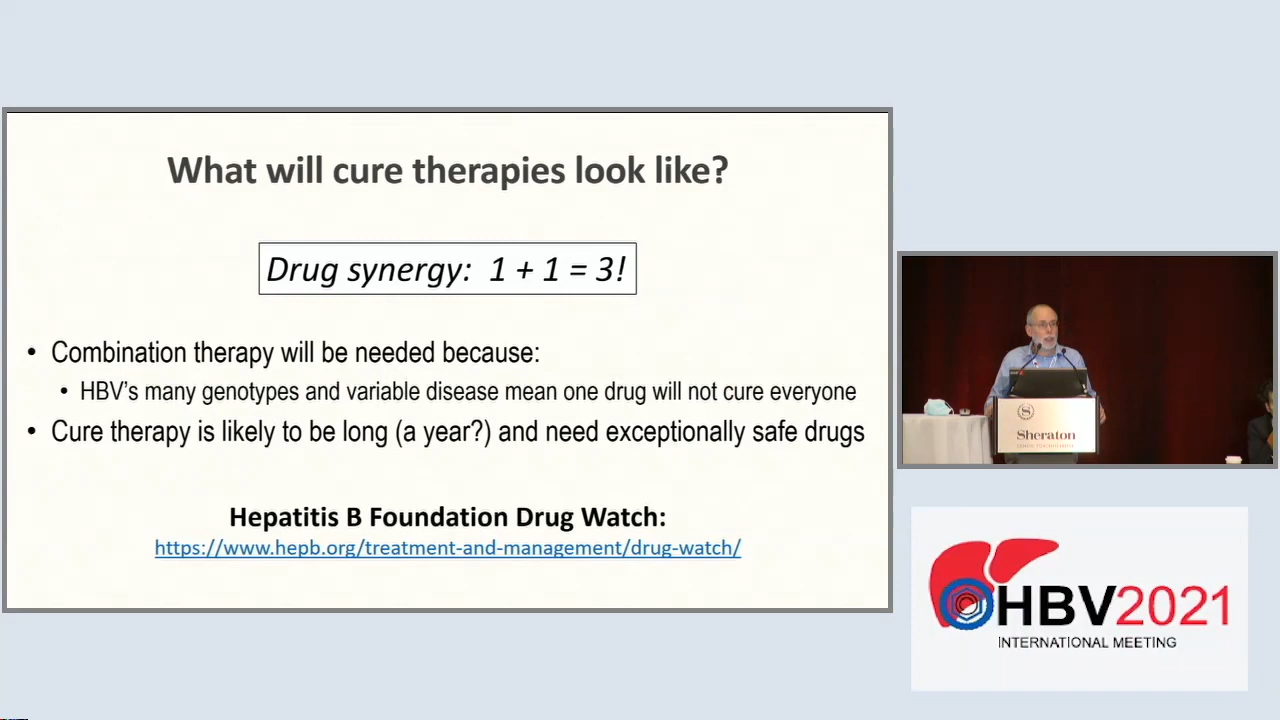 What will cure therapies look like?
Drug synergy: 1 + 1 = 3!
• Combination therapy will be needed because:
• HBV's many genotypes and variable disease mean one drug will not cure everyone
• Cure therapy is likely to be long (a year?) and need exceptionally safe drugs
Hepatitis B Foundation Drug Watch:
https://www.hepb.org/treatment-and-management/drug-watch/
Sheraton
HBV2021
INTERNATIONAL MEETING